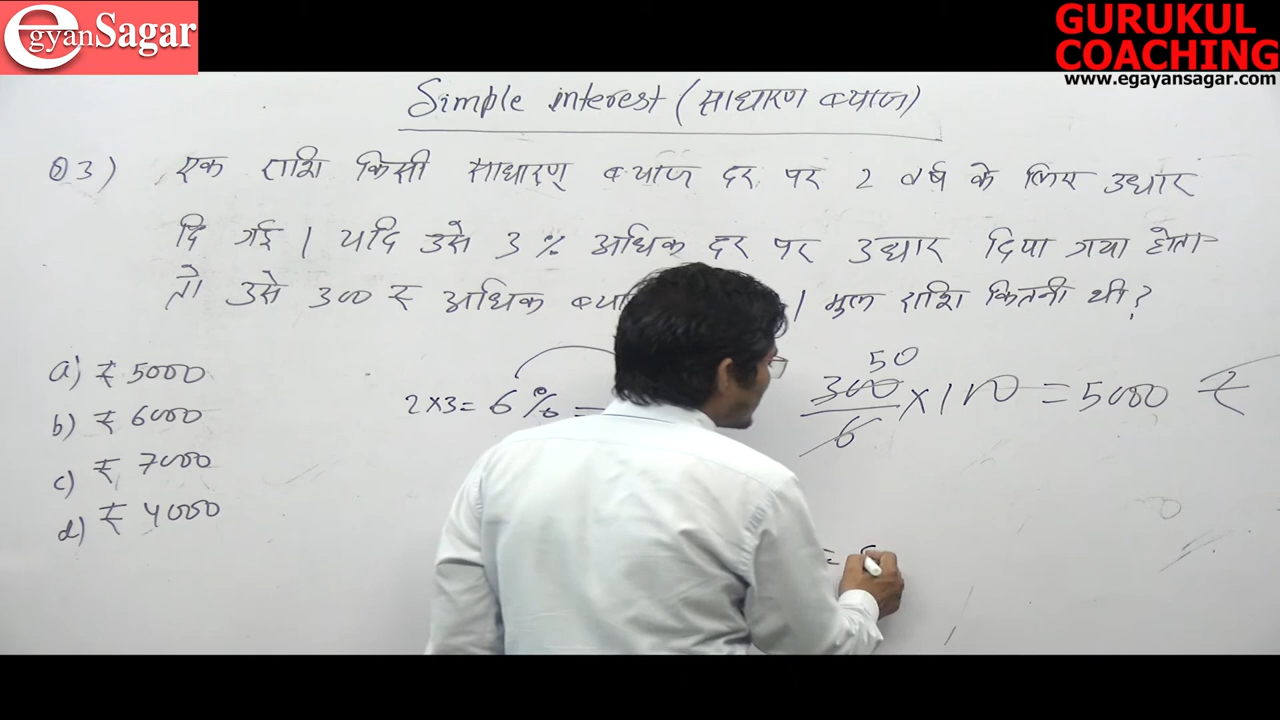 egyanSagar
GURUKUL
COACHING
www.egayansagar.com
Simple interest (साधारण ब्याज)
Q3) एक राशि किसी साधारण ब्याज दर पर 2 वर्ष के लिए उधार
दि गई । यदि उसे 3 % अधिक दर पर उधार दिया गया होता
तो उसे 300 ₹ अधिक । मुल राशि कितनी थी?
a) ₹ 5000
b) ₹ 6000
c) ₹ 7000
d) ₹ 4000
2×3 = 6 % =
50
300/6 × 100 = 5000 ₹
=